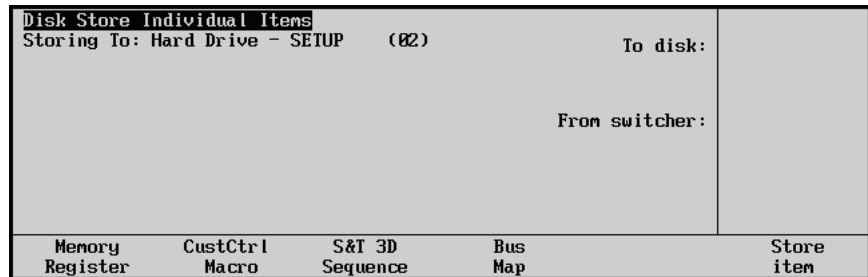 Disk Store Individual Items
Storing To: Hard Drive - SETUP (02)
To disk:
From switcher:
Memory Register
CustCtrl Macro
S&T 3D Sequence
Bus Map
Store item